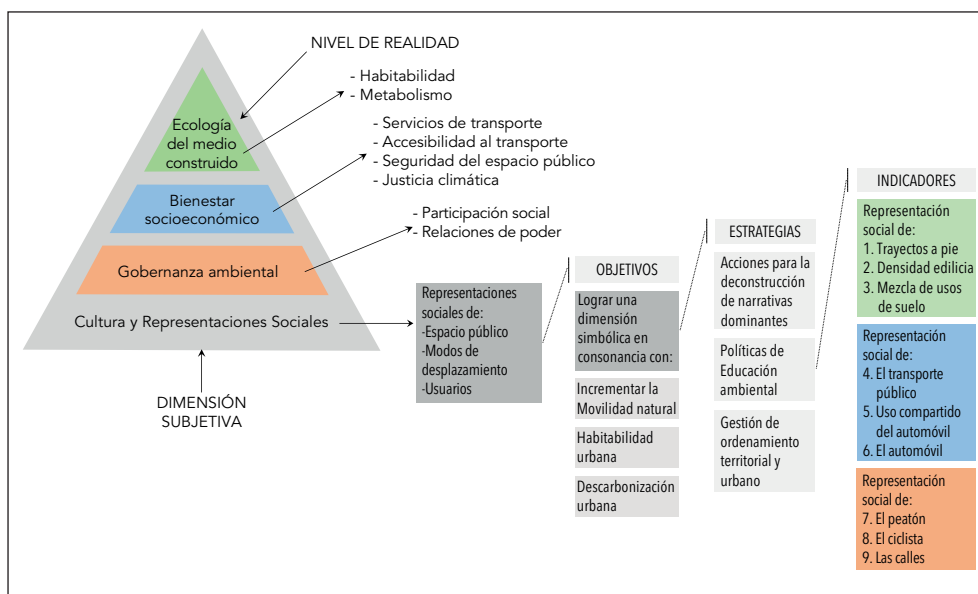 NIVEL DE REALIDAD
- Habitabilidad
- Metabolismo
Ecología
del medio
construido
- Servicios de transporte
- Accesibilidad al transporte
- Seguridad del espacio público
- Justicia climática
Bienestar
socioeconómico
- Participación social
- Relaciones de poder
Gobernanza ambiental
Cultura y Representaciones Sociales
DIMENSIÓN
SUBJETIVA
Representaciones
sociales de:
-Espacio público
-Modos de
desplazamiento
-Usuarios
OBJETIVOS
Lograr una
dimensión
simbólica en
consonancia con:
Incrementar la
Movilidad natural
Habitabilidad
urbana
Descarbonización
urbana
ESTRATEGIAS
Acciones para la
deconstrucción
de narrativas
dominantes
Políticas de
Educación
ambiental
Gestión de
ordenamiento
territorial y
urbano
INDICADORES
Representación
social de:
1. Trayectos a pie
2. Densidad edilicia
3. Mezcla de usos
de suelo
Representación
social de:
4. El transporte
público
5. Uso compartido
del automóvil
6. El automóvil
Representación
social de:
7. El peatón
8. El ciclista
9. Las calles